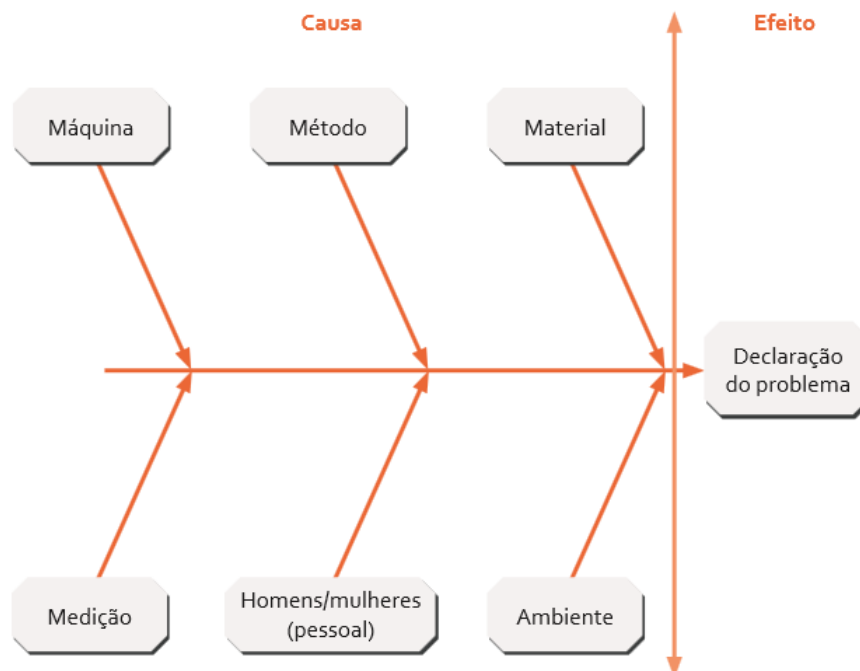 Causa
Efeito
Máquina
Método
Material
Declaração
do problema
Medição
Homens/mulheres
(pessoal)
Ambiente